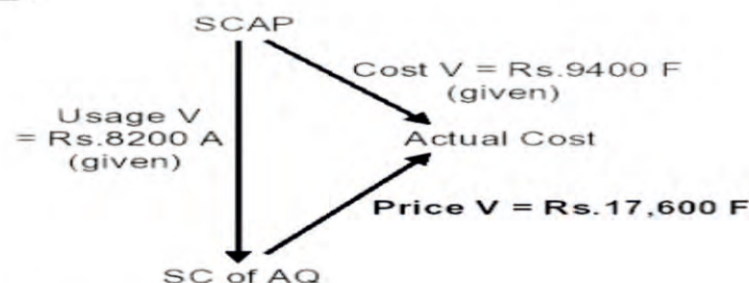 SCAP
Cost V = Rs.9400 F
(given)
Usage V
= Rs.8200 A
(given)
Actual Cost
Price V = Rs.17,600 F
SC of AQ